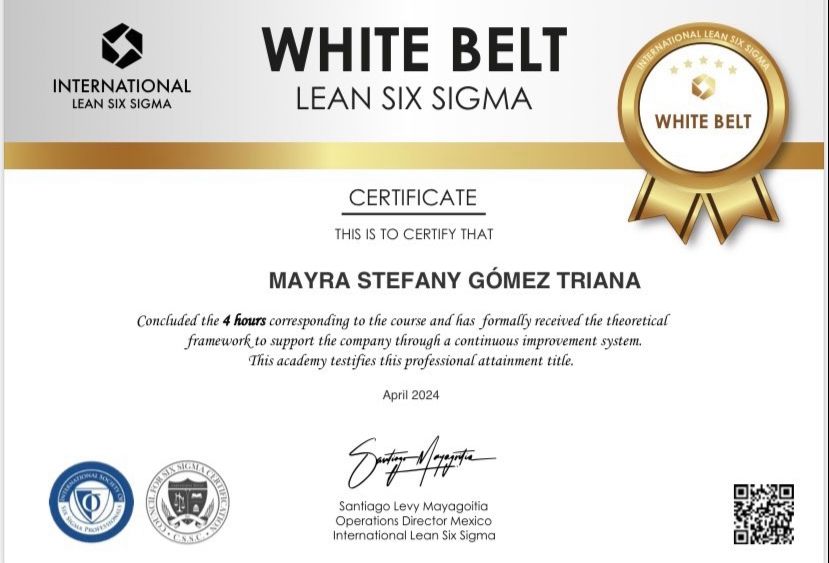 INTERNATIONAL
LEAN SIX SIGMA
WHITE BELT
LEAN SIX SIGMA
INTERNATIONAL LEAN SIX SIGMA
WHITE BELT
CERTIFICATE
THIS IS TO CERTIFY THAT
MAYRA STEFANY GÓMEZ TRIANA
Concluded the 4 hours corresponding to the course and has formally received the theoretical
framework to support the company through a continuous improvement system.
This academy testifies this professional attainment title.
April 2024
INTERNATIONAL SOCIETY OF
SIX SIGMA PROFESSIONALS
COUNCIL FOR SIX SIGMA CERTIFICATION
C.S.S.C.
Santiago Mayagoitia
Santiago Levy Mayagoitia
Operations Director Mexico
International Lean Six Sigma